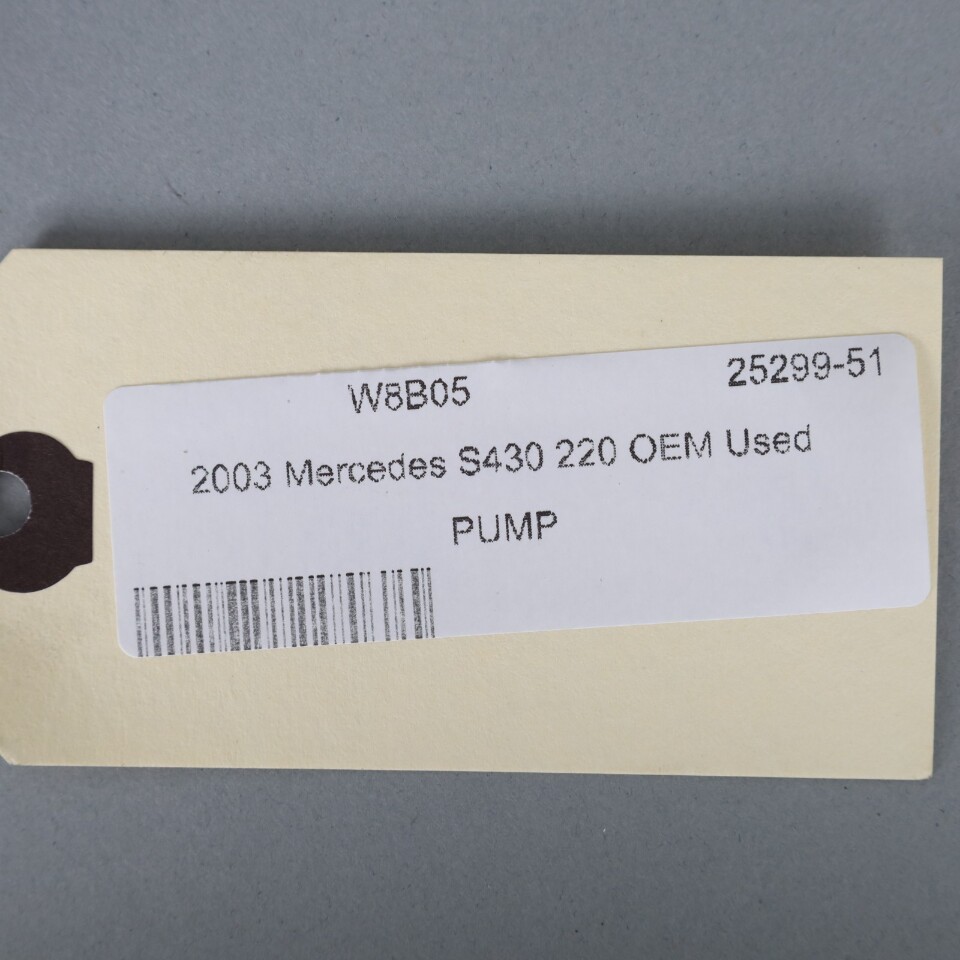 W8B05 25299-51
2003 Mercedes S430 220 OEM Used
PUMP